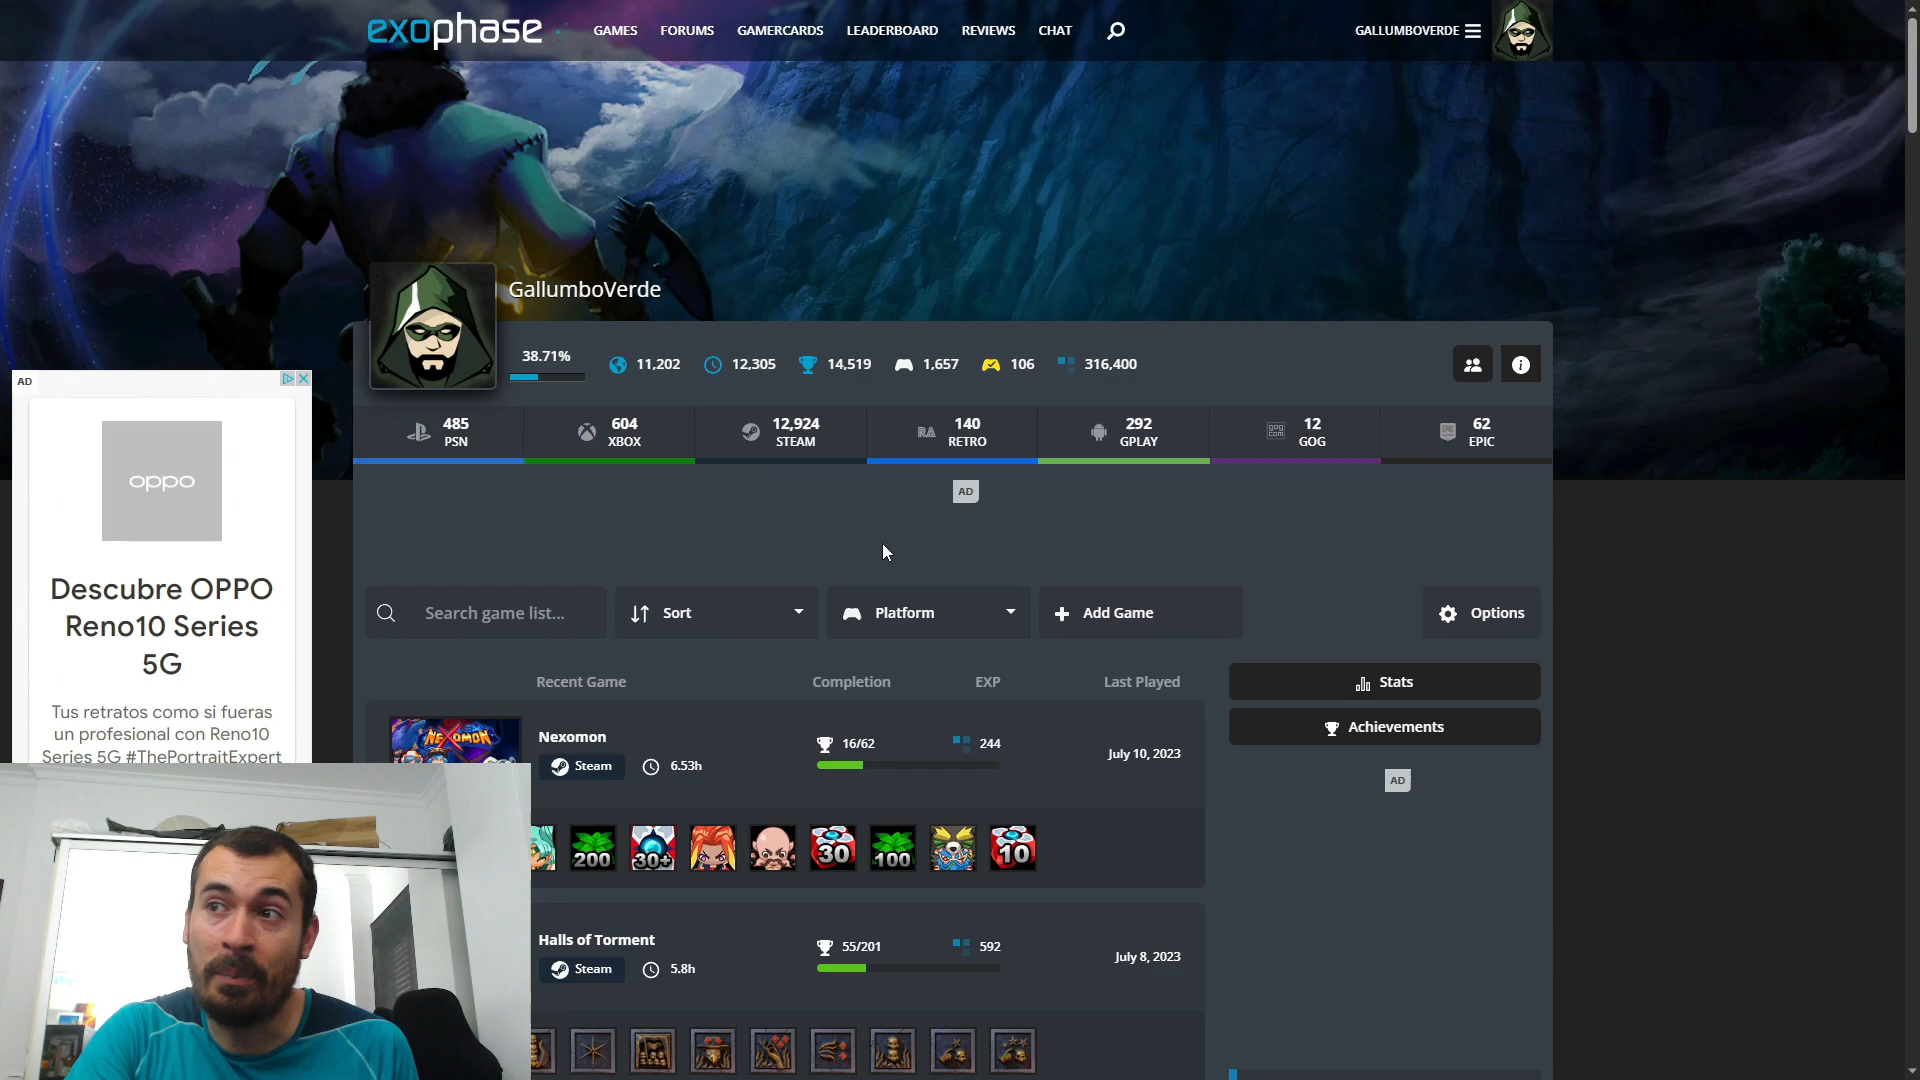 exophase
GAMES FORUMS GAMERCARDS LEADERBOARD REVIEWS CHAT
GALLUMBOVERDE
GallumboVerde
38.71% 11,202 12,305 14,519 1,657 106 316,400
485 PSN
604 XBOX
12,924 STEAM
RA 140 RETRO
292 GPLAY
GOG COM 12 GOG
62 EPIC
AD
AD
oppo
Descubre OPPO
Reno10 Series
5G
Tus retratos como si fueras
un profesional con Reno10
Series 5G #ThePortraitExpert
Search game list... Sort Platform Add Game Options
Recent Game Completion EXP Last Played
Stats
Achievements
AD
NEXOMON
Nexomon
Steam 6.53h
16/62 244 July 10, 2023
200 30+ 30 100 10
Halls of Torment
Steam 5.8h
55/201 592 July 8, 2023